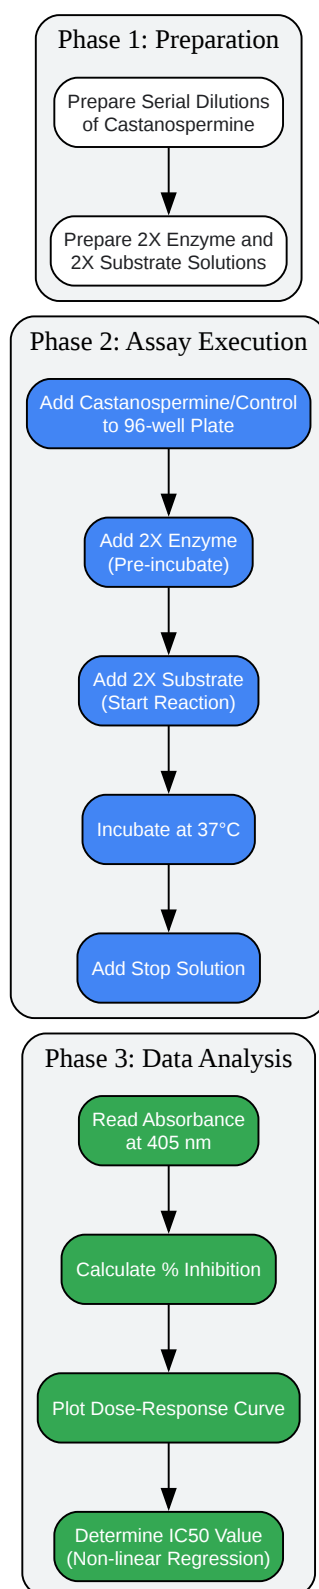 Phase 1: Preparation
Prepare Serial Dilutions
of Castanospermine
Prepare 2X Enzyme and
2X Substrate Solutions
Phase 2: Assay Execution
Add Castanospermine/Control
to 96-well Plate
Add 2X Enzyme
(Pre-incubate)
Add 2X Substrate
(Start Reaction)
Incubate at 37°C
Add Stop Solution
Phase 3: Data Analysis
Read Absorbance
at 405 nm
Calculate % Inhibition
Plot Dose-Response Curve
Determine IC50 Value
(Non-linear Regression)